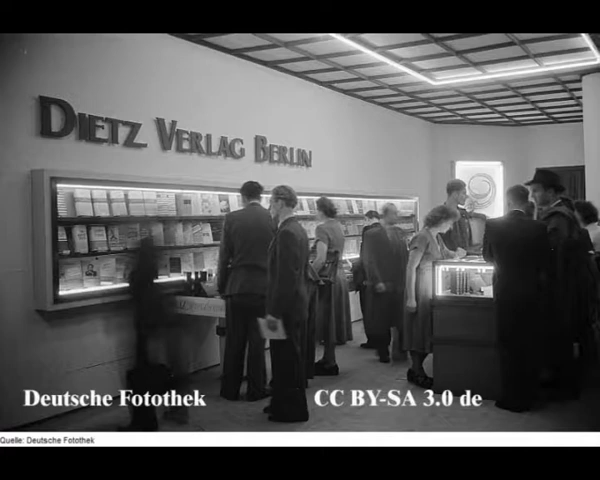 DIETZ VERLAG BERLIN
Deutsche Fotothek
CC BY-SA 3.0 de
Quelle: Deutsche Fotothek